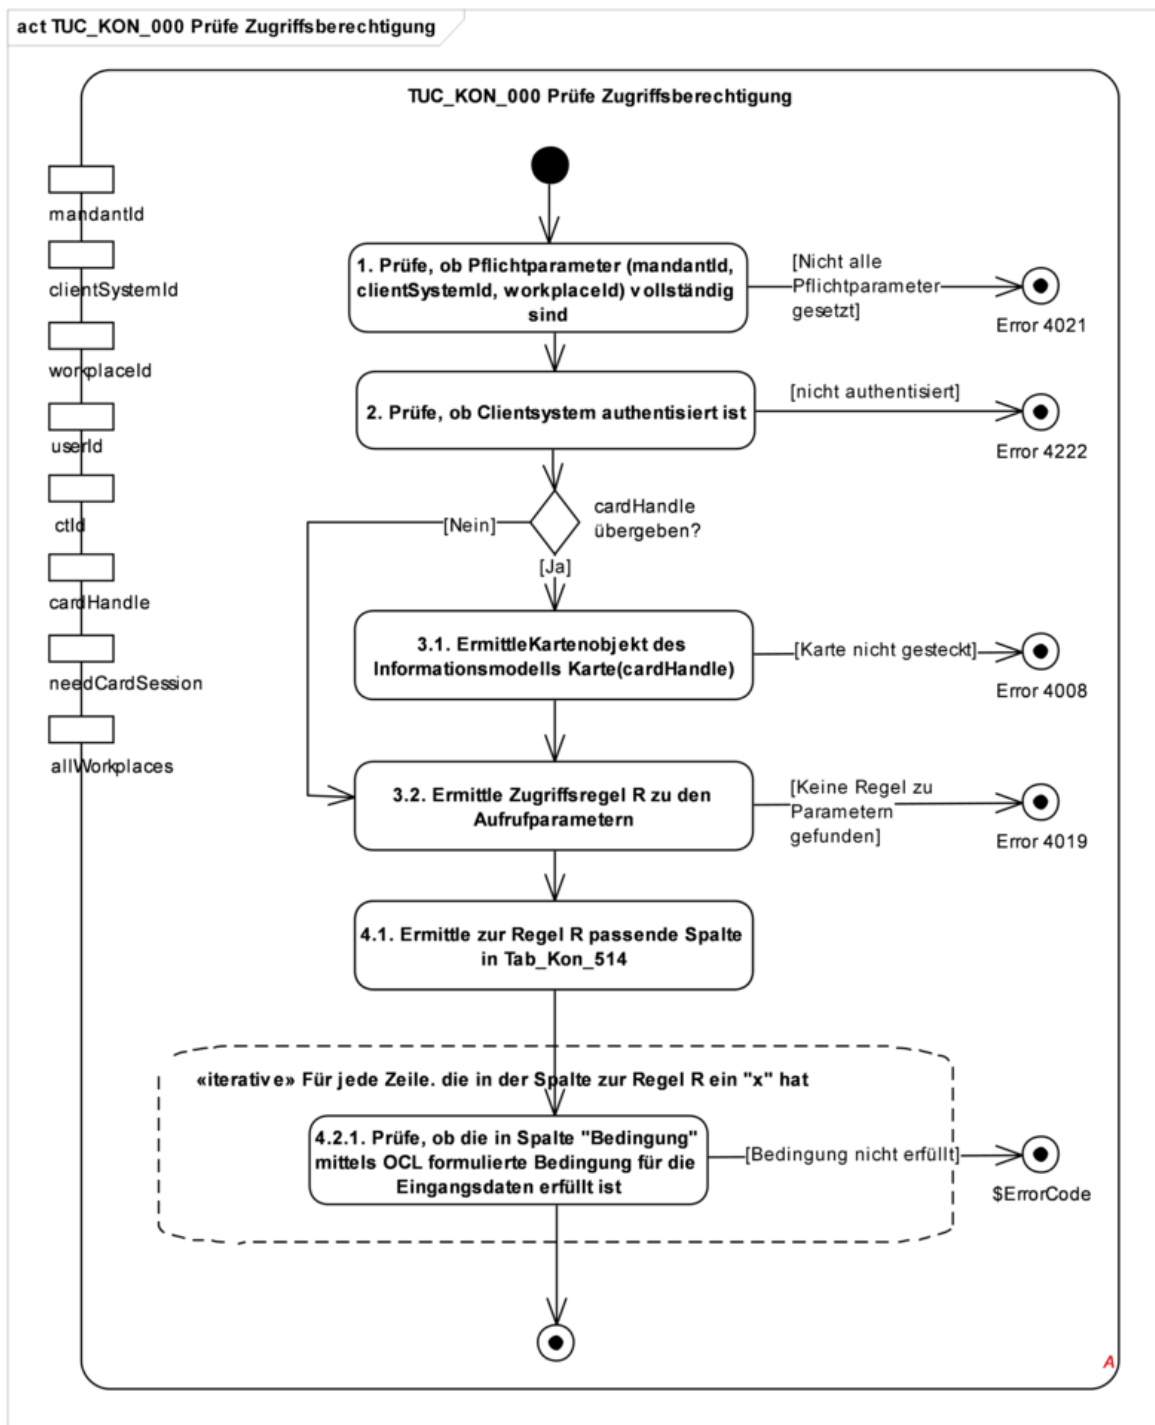 act TUC_KON_000 Prüfe Zugriffsberechtigung
TUC_KON_000 Prüfe Zugriffsberechtigung
mandantId
clientSystemId
workplaceId
userId
ctId
cardHandle
needCardSession
allWorkplaces
1. Prüfe, ob Pflichtparameter (mandantId,
clientSystemId, workplaceId) vollständig
sind
[Nicht alle
Pflichtparameter
gesetzt]
Error 4021
2. Prüfe, ob Clientsystem authentisiert ist
[nicht authentisiert]
Error 4222
cardHandle
übergeben?
[Nein]
[Ja]
3.1. ErmittleKartenobjekt des
Informationsmodells Karte(cardHandle)
[Karte nicht gesteckt]
Error 4008
3.2. Ermittle Zugriffsregel R zu den
Aufrufparametern
[Keine Regel zu
Parametern
gefunden]
Error 4019
4.1. Ermittle zur Regel R passende Spalte
in Tab_Kon_514
«iterative» Für jede Zeile. die in der Spalte zur Regel R ein "x" hat
4.2.1. Prüfe, ob die in Spalte "Bedingung"
mittels OCL formulierte Bedingung für die
Eingangsdaten erfüllt ist
[Bedingung nicht erfüllt]
$ErrorCode
A